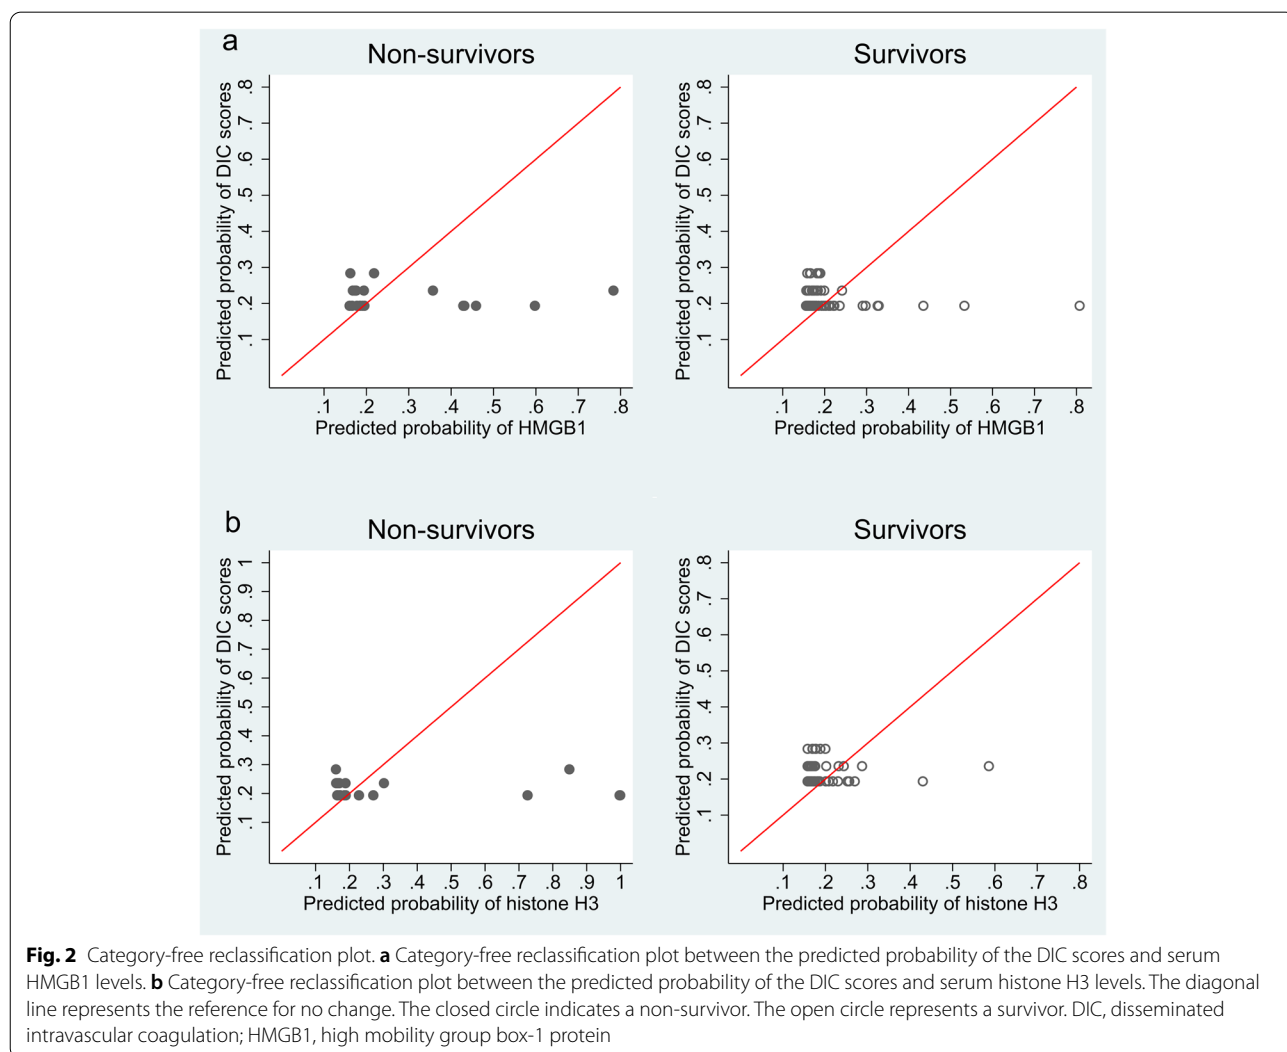 a
Non-survivors
Survivors
Predicted probability of DIC scores
.8
.7
.6
.5
.4
.3
.2
.1
.1 .2 .3 .4 .5 .6 .7 .8
Predicted probability of HMGB1
Predicted probability of DIC scores
.8
.7
.6
.5
.4
.3
.2
.1
.1 .2 .3 .4 .5 .6 .7 .8
Predicted probability of HMGB1
b
Non-survivors
Survivors
Predicted probability of DIC scores
1
.9
.8
.7
.6
.5
.4
.3
.2
.1
.1 .2 .3 .4 .5 .6 .7 .8 .9 1
Predicted probability of histone H3
Predicted probability of DIC scores
.8
.7
.6
.5
.4
.3
.2
.1
.1 .2 .3 .4 .5 .6 .7 .8
Predicted probability of histone H3
Fig. 2 Category-free reclassification plot. a Category-free reclassification plot between the predicted probability of the DIC scores and serum
HMGB1 levels. b Category-free reclassification plot between the predicted probability of the DIC scores and serum histone H3 levels. The diagonal
line represents the reference for no change. The closed circle indicates a non-survivor. The open circle represents a survivor. DIC, disseminated
intravascular coagulation; HMGB1, high mobility group box-1 protein